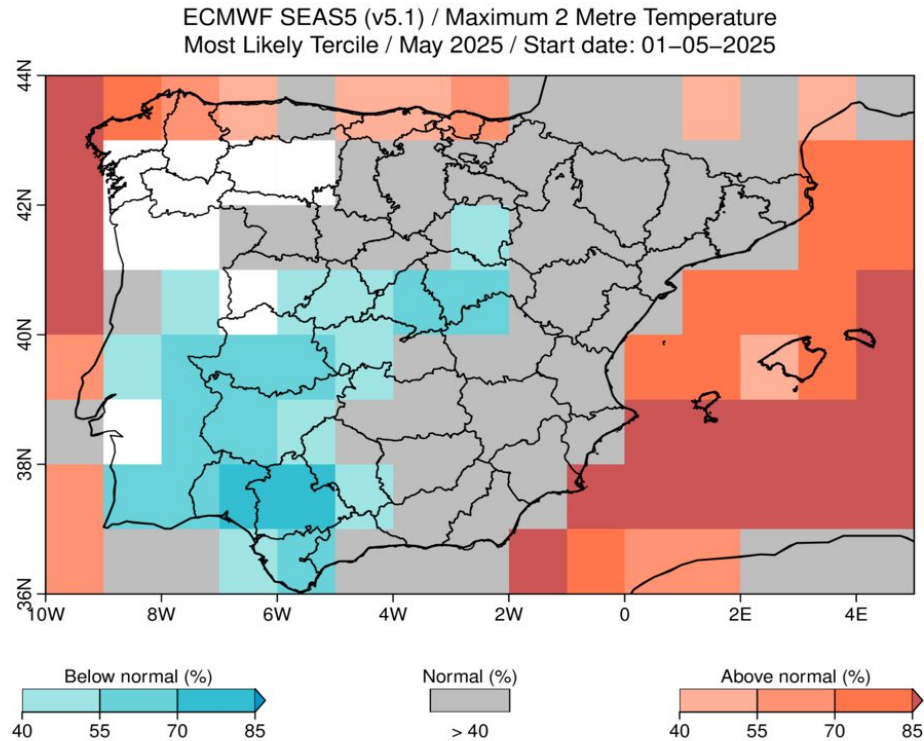 ECMWF SEAS5 (v5.1) / Maximum 2 Metre Temperature
Most Likely Tercile / May 2025 / Start date: 01−05−2025
44N
42N
40N
38N
36N
10W 8W 6W 4W 2W 0 2E 4E
Below normal (%) Normal (%) Above normal (%)
40 55 70 85 > 40 40 55 70 85